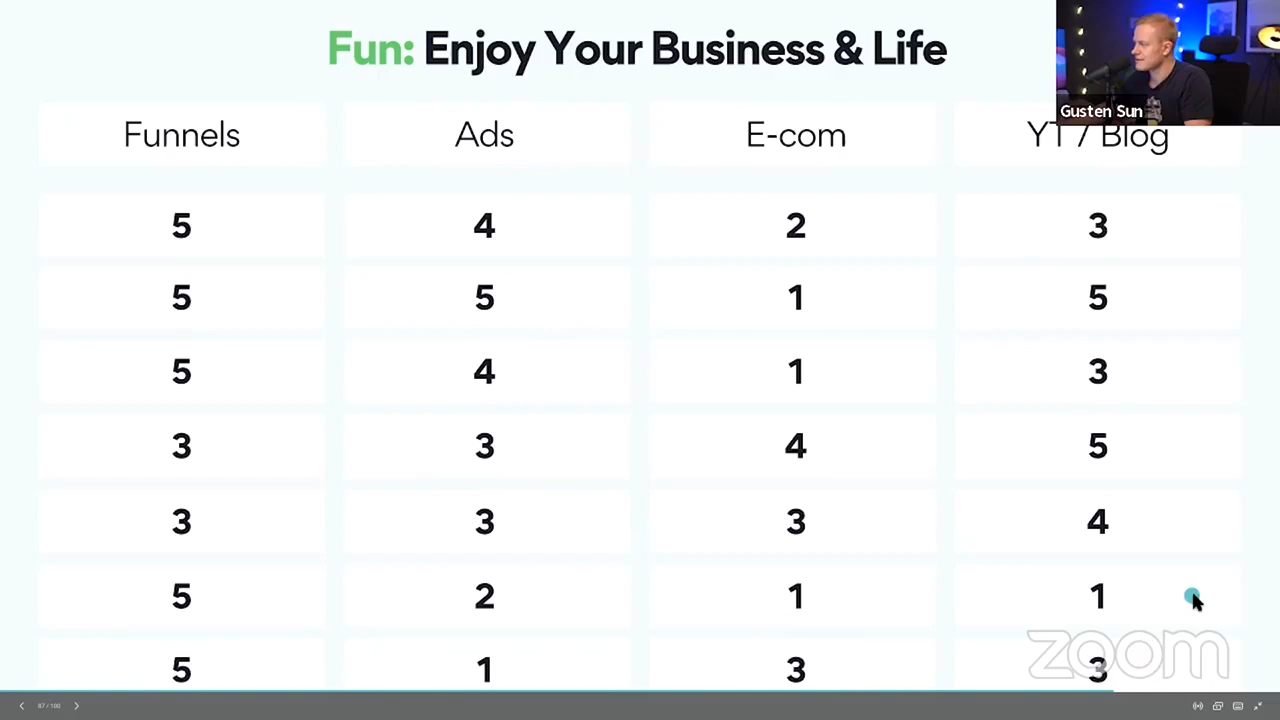 Fun: Enjoy Your Business & Life
Gusten Sun
Funnels Ads E-com YT / Blog
5 4 2 3
5 5 1 5
5 4 1 3
3 3 4 5
3 3 3 4
5 2 1 1
5 1 3 3
zoom
87 / 100